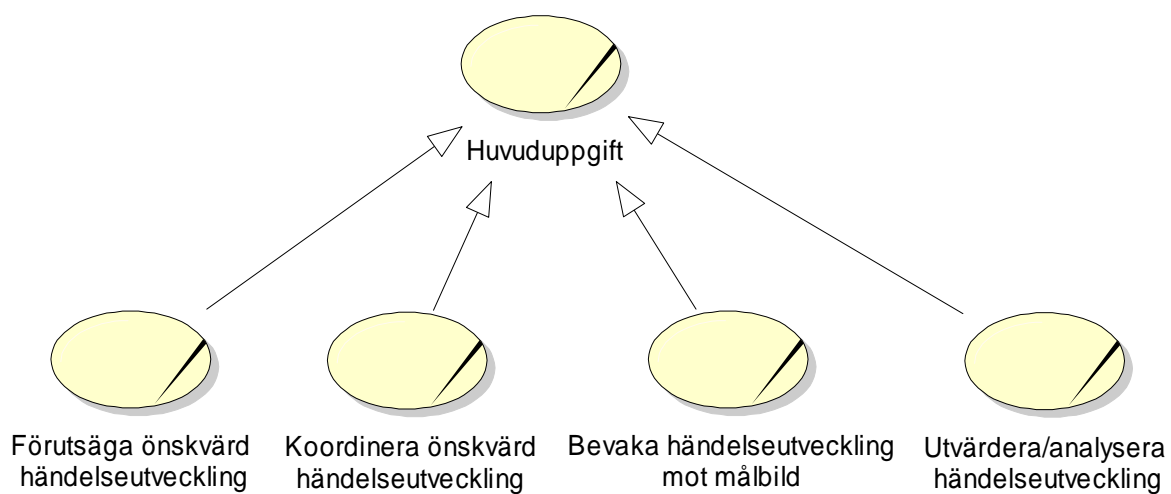 Huvuduppgift
Förutsäga önskvärd
händelseutveckling
Koordinera önskvärd
händelseutveckling
Bevaka händelseutveckling
mot målbild
Utvärdera/analysera
händelseutveckling